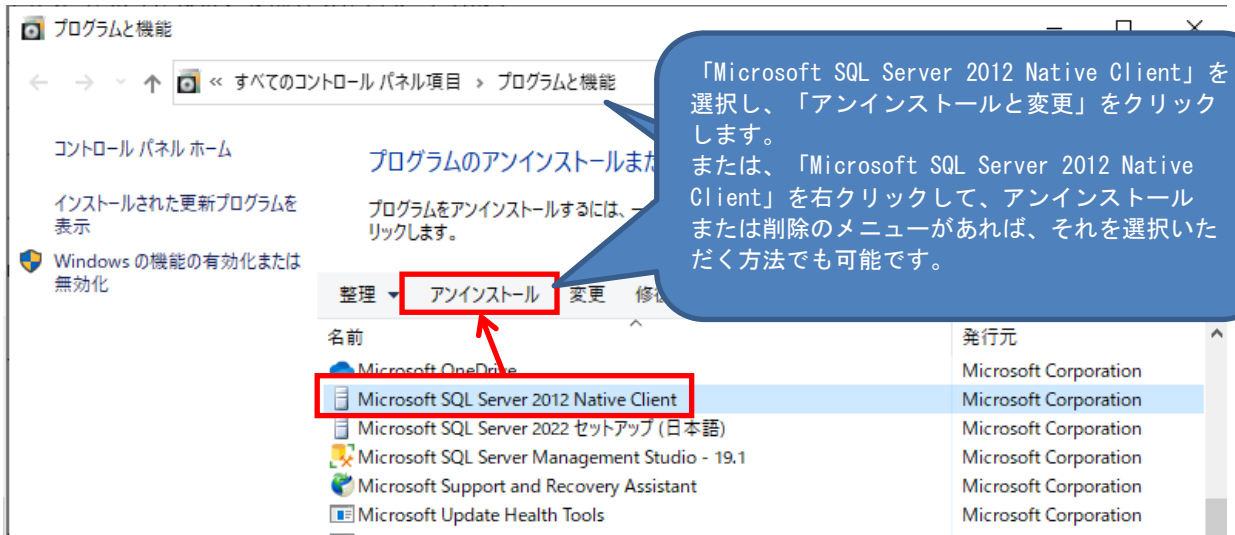 プログラムと機能
« すべてのコントロール パネル項目 › プログラムと機能
「Microsoft SQL Server 2012 Native Client」を
選択し、「アンインストールと変更」をクリック
します。
または、「Microsoft SQL Server 2012 Native
Client」を右クリックして、アンインストール
または削除のメニューがあれば、それを選択いた
だく方法でも可能です。
コントロール パネル ホーム
インストールされた更新プログラムを
表示
Windows の機能の有効化または
無効化
プログラムのアンインストールまた
プログラムをアンインストールするには、一
リックします。
整理 アンインストール 変更 修
名前 発行元
Microsoft OneDrive Microsoft Corporation
Microsoft SQL Server 2012 Native Client Microsoft Corporation
Microsoft SQL Server 2022 セットアップ (日本語) Microsoft Corporation
Microsoft SQL Server Management Studio - 19.1 Microsoft Corporation
Microsoft Support and Recovery Assistant Microsoft Corporation
Microsoft Update Health Tools Microsoft Corporation